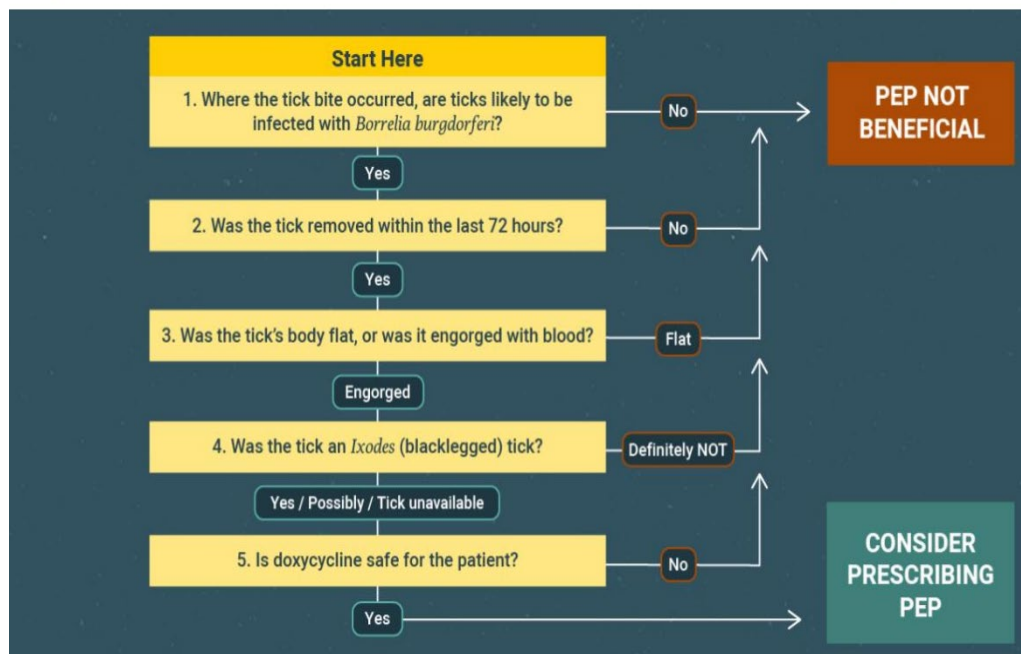 Start Here
1. Where the tick bite occurred, are ticks likely to be
infected with Borrelia burgdorferi?
No
PEP NOT
BENEFICIAL
Yes
2. Was the tick removed within the last 72 hours?
No
Yes
3. Was the tick's body flat, or was it engorged with blood?
Flat
Engorged
4. Was the tick an Ixodes (blacklegged) tick?
Definitely NOT
Yes / Possibly / Tick unavailable
5. Is doxycycline safe for the patient?
No
Yes
CONSIDER
PRESCRIBING
PEP